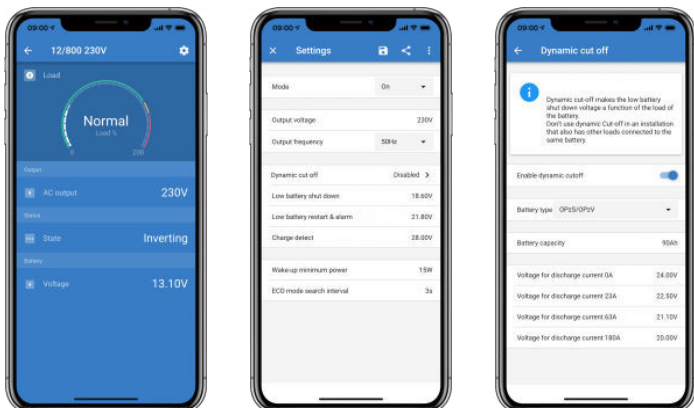 09:00
12/800 230V
Load
Normal
Load %
0
200
Output
AC output
230V
Status
State
Inverting
Battery
Voltage
13.10V
09:00
Settings
Mode
On
Output voltage
230V
Output frequency
50Hz
Dynamic cut off
Disabled
Low battery shut down
18.60V
Low battery restart & alarm
21.80V
Charge detect
28.00V
Wake-up minimum power
15W
ECO mode search interval
3s
09:00
Dynamic cut off
Dynamic cut-off makes the low battery
shut down voltage a function of the load of
the battery.
Don't use dynamic Cut-off in an installation
that also has other loads connected to the
same battery.
Enable dynamic cutoff
Battery type
OPzS/OPzV
Battery capacity
90Ah
Voltage for discharge current 0A
24.00V
Voltage for discharge current 23A
22.50V
Voltage for discharge current 63A
21.10V
Voltage for discharge current 180A
20.00V